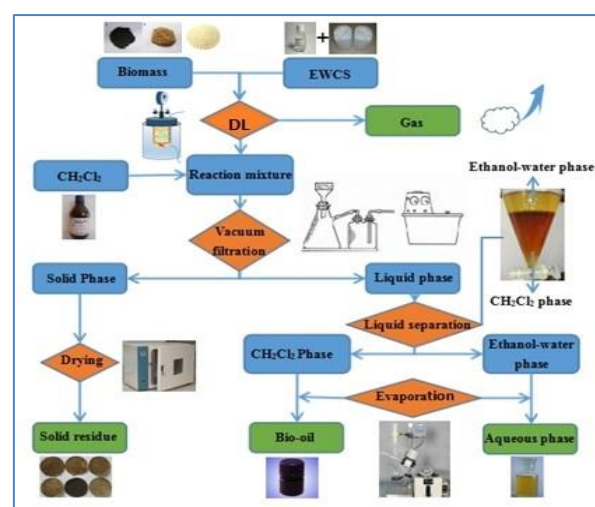 Biomass
+
EWCS
DL
Gas
CH₂Cl₂
Reaction mixture
Ethanol-water phase
Vacuum
filtration
Solid Phase
Liquid phase
CH₂Cl₂ phase
Liquid separation
Drying
CH₂Cl₂ Phase
Ethanol-water
phase
Evaporation
Solid residue
Bio-oil
Aqueous phase